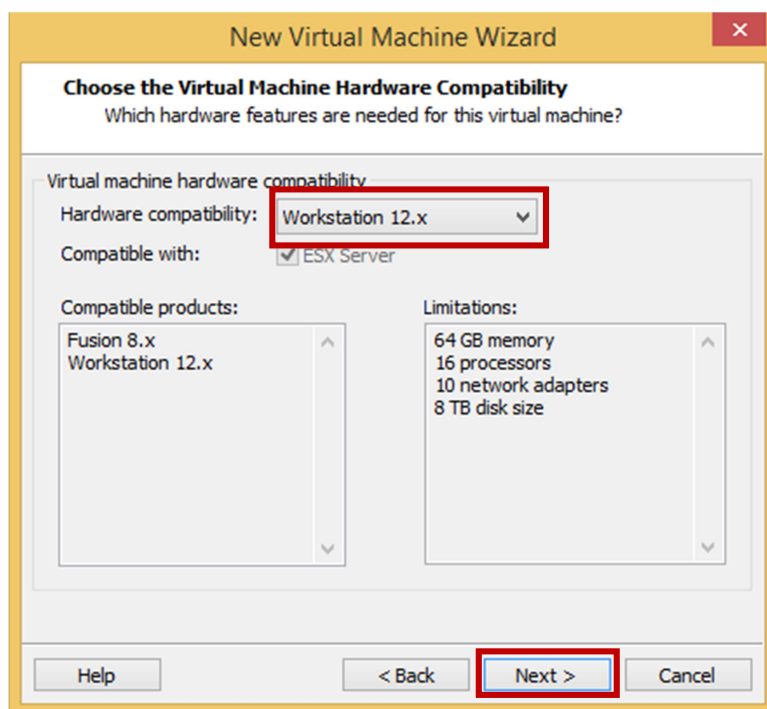 New Virtual Machine Wizard
Choose the Virtual Machine Hardware Compatibility
Which hardware features are needed for this virtual machine?
Virtual machine hardware compatibility
Hardware compatibility: Workstation 12.x
Compatible with: ESX Server
Compatible products:
Fusion 8.x
Workstation 12.x
Limitations:
64 GB memory
16 processors
10 network adapters
8 TB disk size
Help < Back Next > Cancel